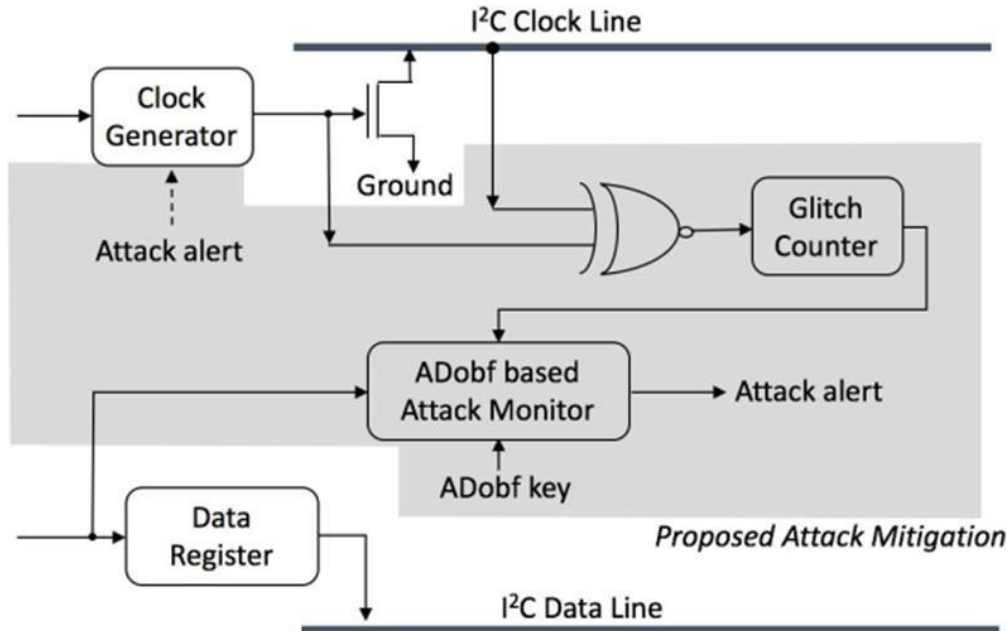 I²C Clock Line
Clock
Generator
Ground
Attack alert
Glitch
Counter
ADobf based
Attack Monitor
Attack alert
ADobf key
Data
Register
Proposed Attack Mitigation
I²C Data Line